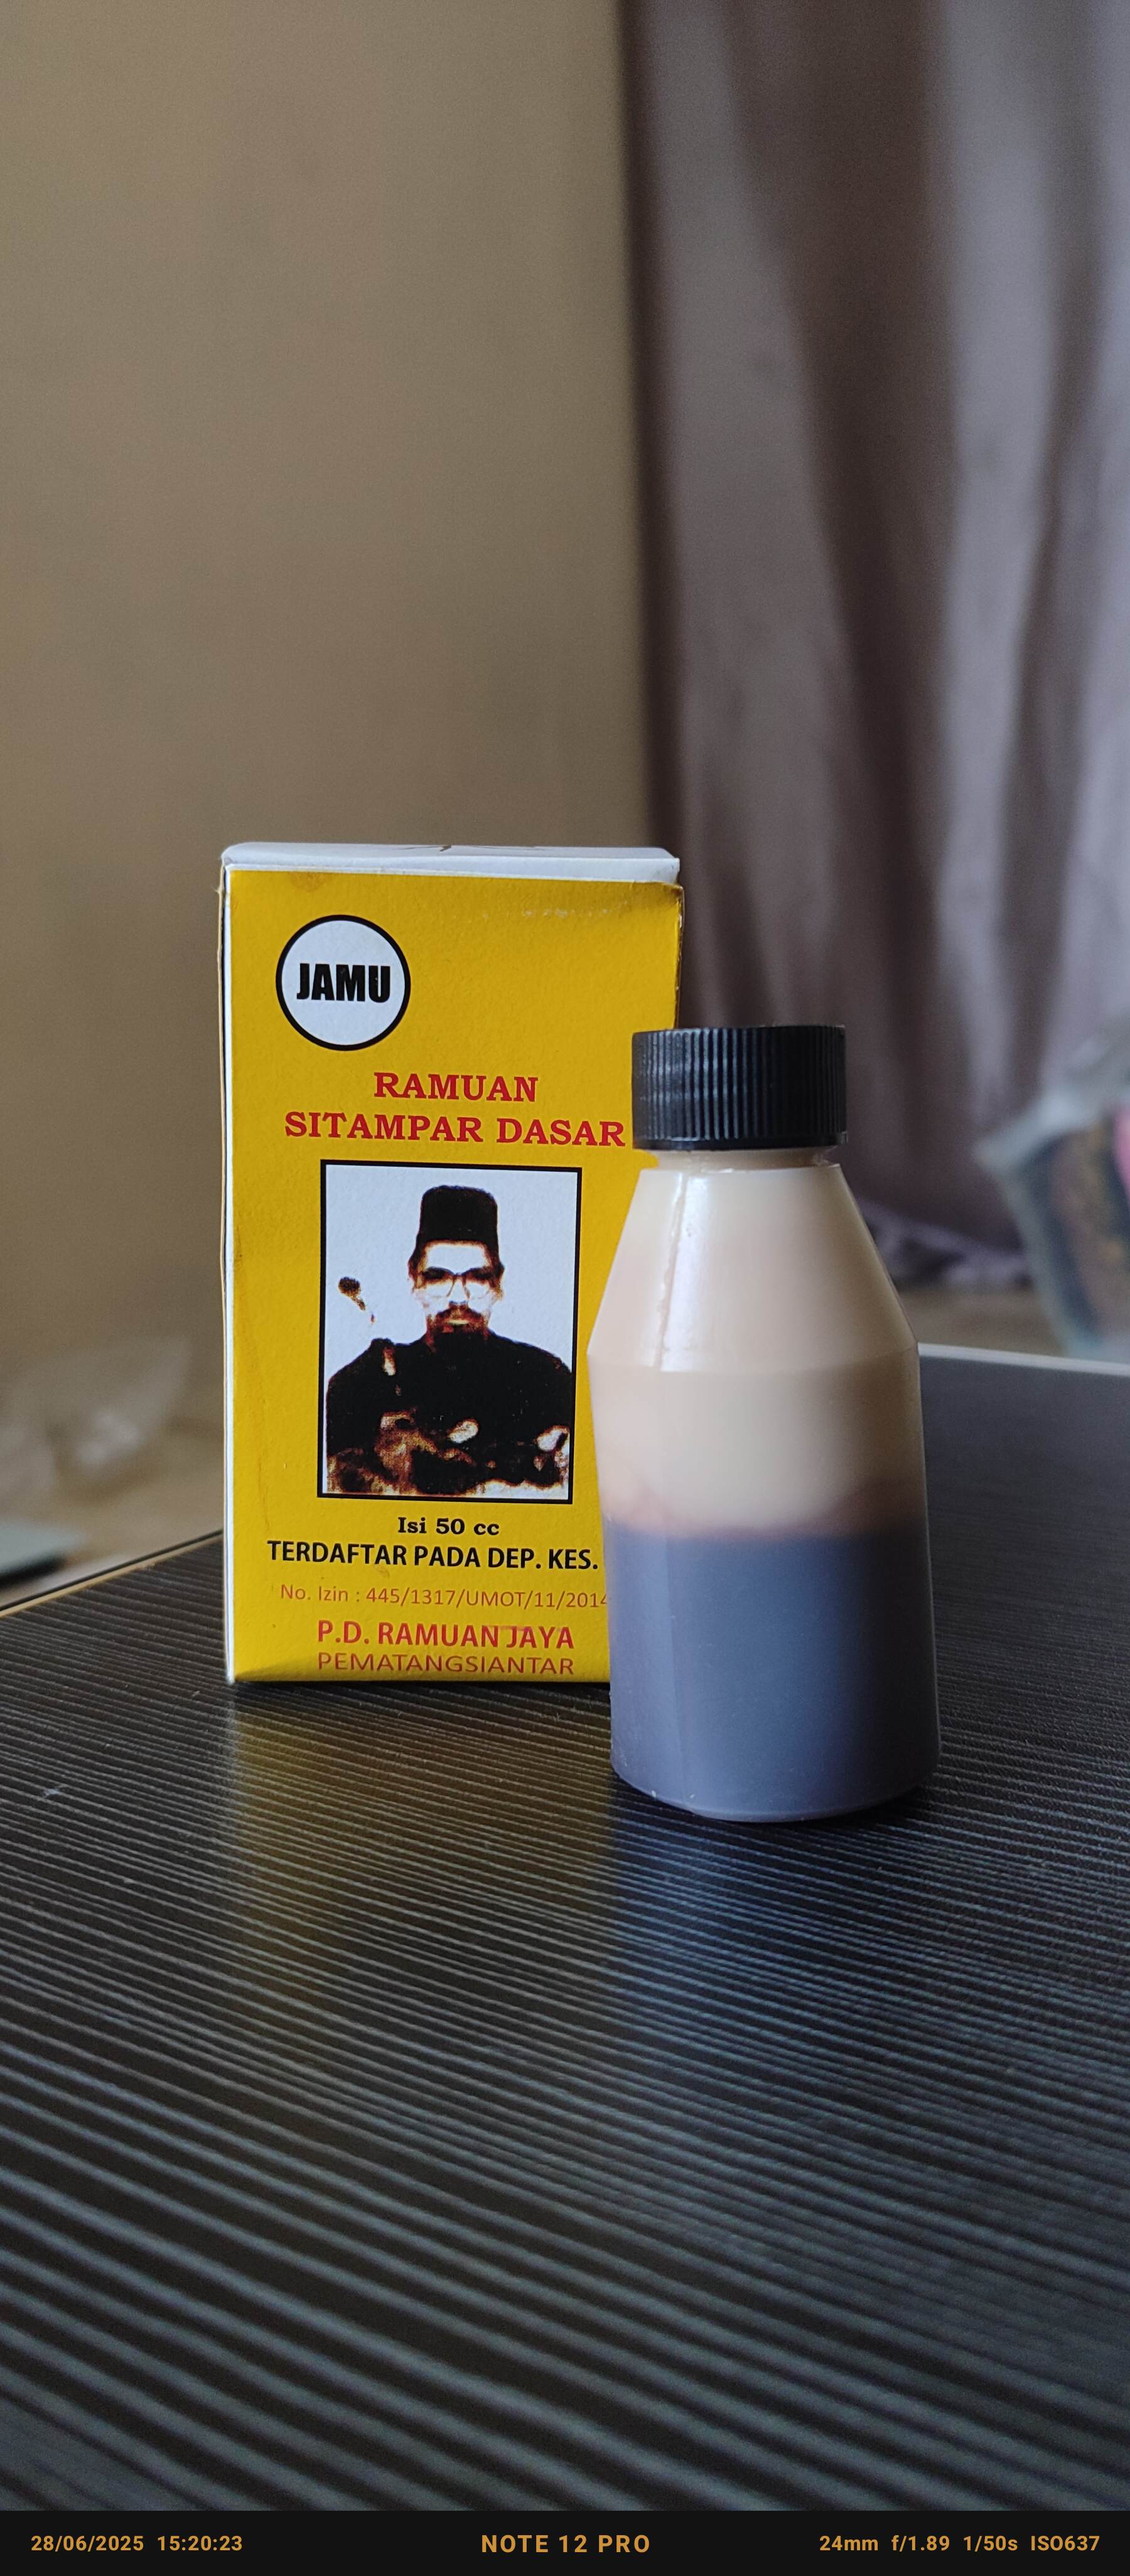 JAMU
RAMUAN
SITAMPAR DASAR
Isi 50 cc
TERDAFTAR PADA DEP. KES.
No. Izin : 445/1317/UMOT/11/2014
P.D. RAMUAN JAYA
PEMATANGSIANTAR
28/06/2025 15:20:23 NOTE 12 PRO 24mm f/1.89 1/50s ISO637